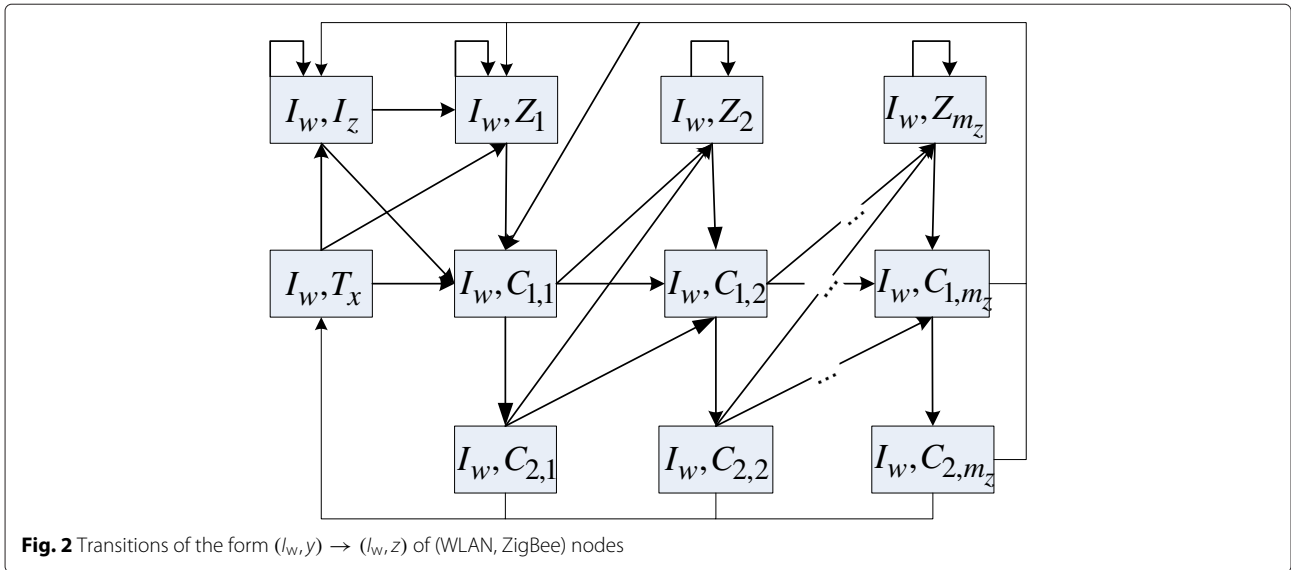 I_w, I_z
I_w, Z_1
I_w, Z_2
I_w, Z_{m_z}
I_w, T_x
I_w, C_{1,1}
I_w, C_{1,2}
I_w, C_{1,m_z}
I_w, C_{2,1}
I_w, C_{2,2}
I_w, C_{2,m_z}
Fig. 2 Transitions of the form (I_w, y) → (I_w, z) of (WLAN, ZigBee) nodes